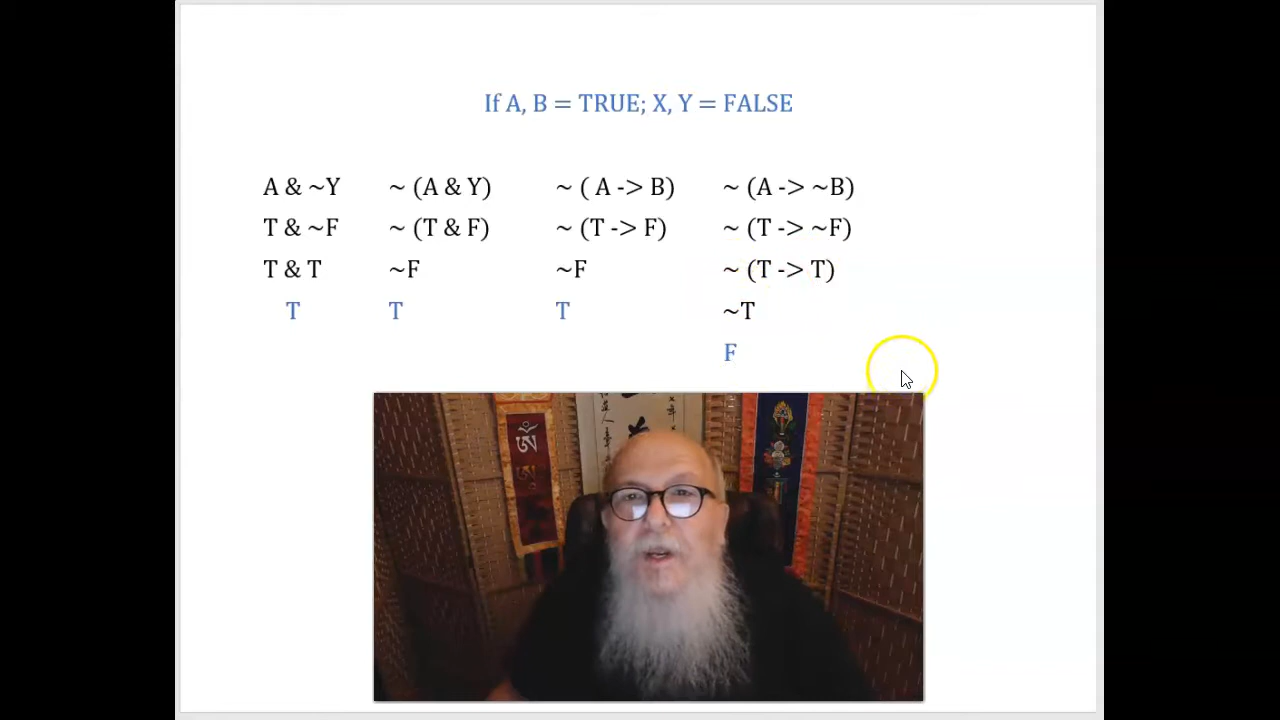 If A, B = TRUE; X, Y = FALSE
A & ~Y ~ (A & Y) ~ ( A -> B) ~ (A -> ~B)
T & ~F ~ (T & F) ~ (T -> F) ~ (T -> ~F)
T & T ~F ~F ~ (T -> T)
T T T ~T
F